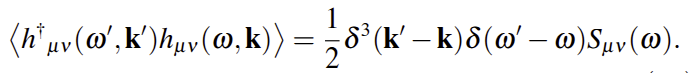 ⟨h†μν(ω′,k′)hμν(ω,k)⟩ = 1/2 δ³(k′ − k)δ(ω′ − ω)Sμν(ω).